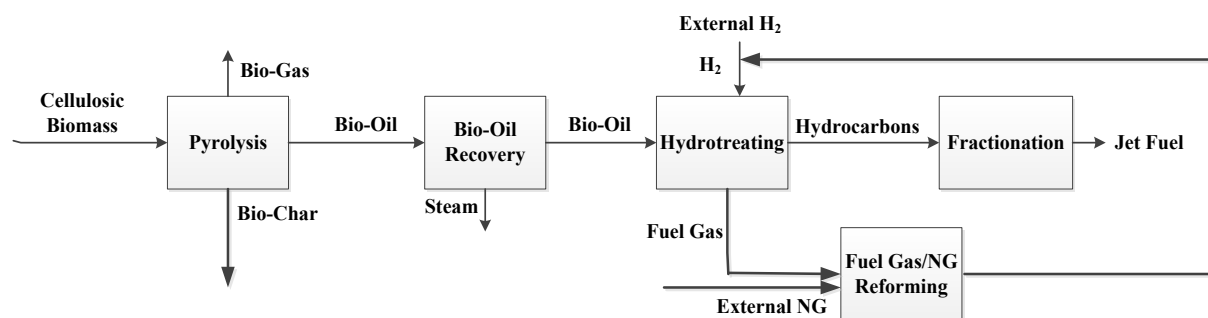 External H₂
H₂
Bio-Gas
Cellulosic
Biomass
Pyrolysis
Bio-Oil
Bio-Oil
Recovery
Bio-Oil
Hydrotreating
Hydrocarbons
Fractionation
Jet Fuel
Bio-Char
Steam
Fuel Gas
Fuel Gas/NG
Reforming
External NG